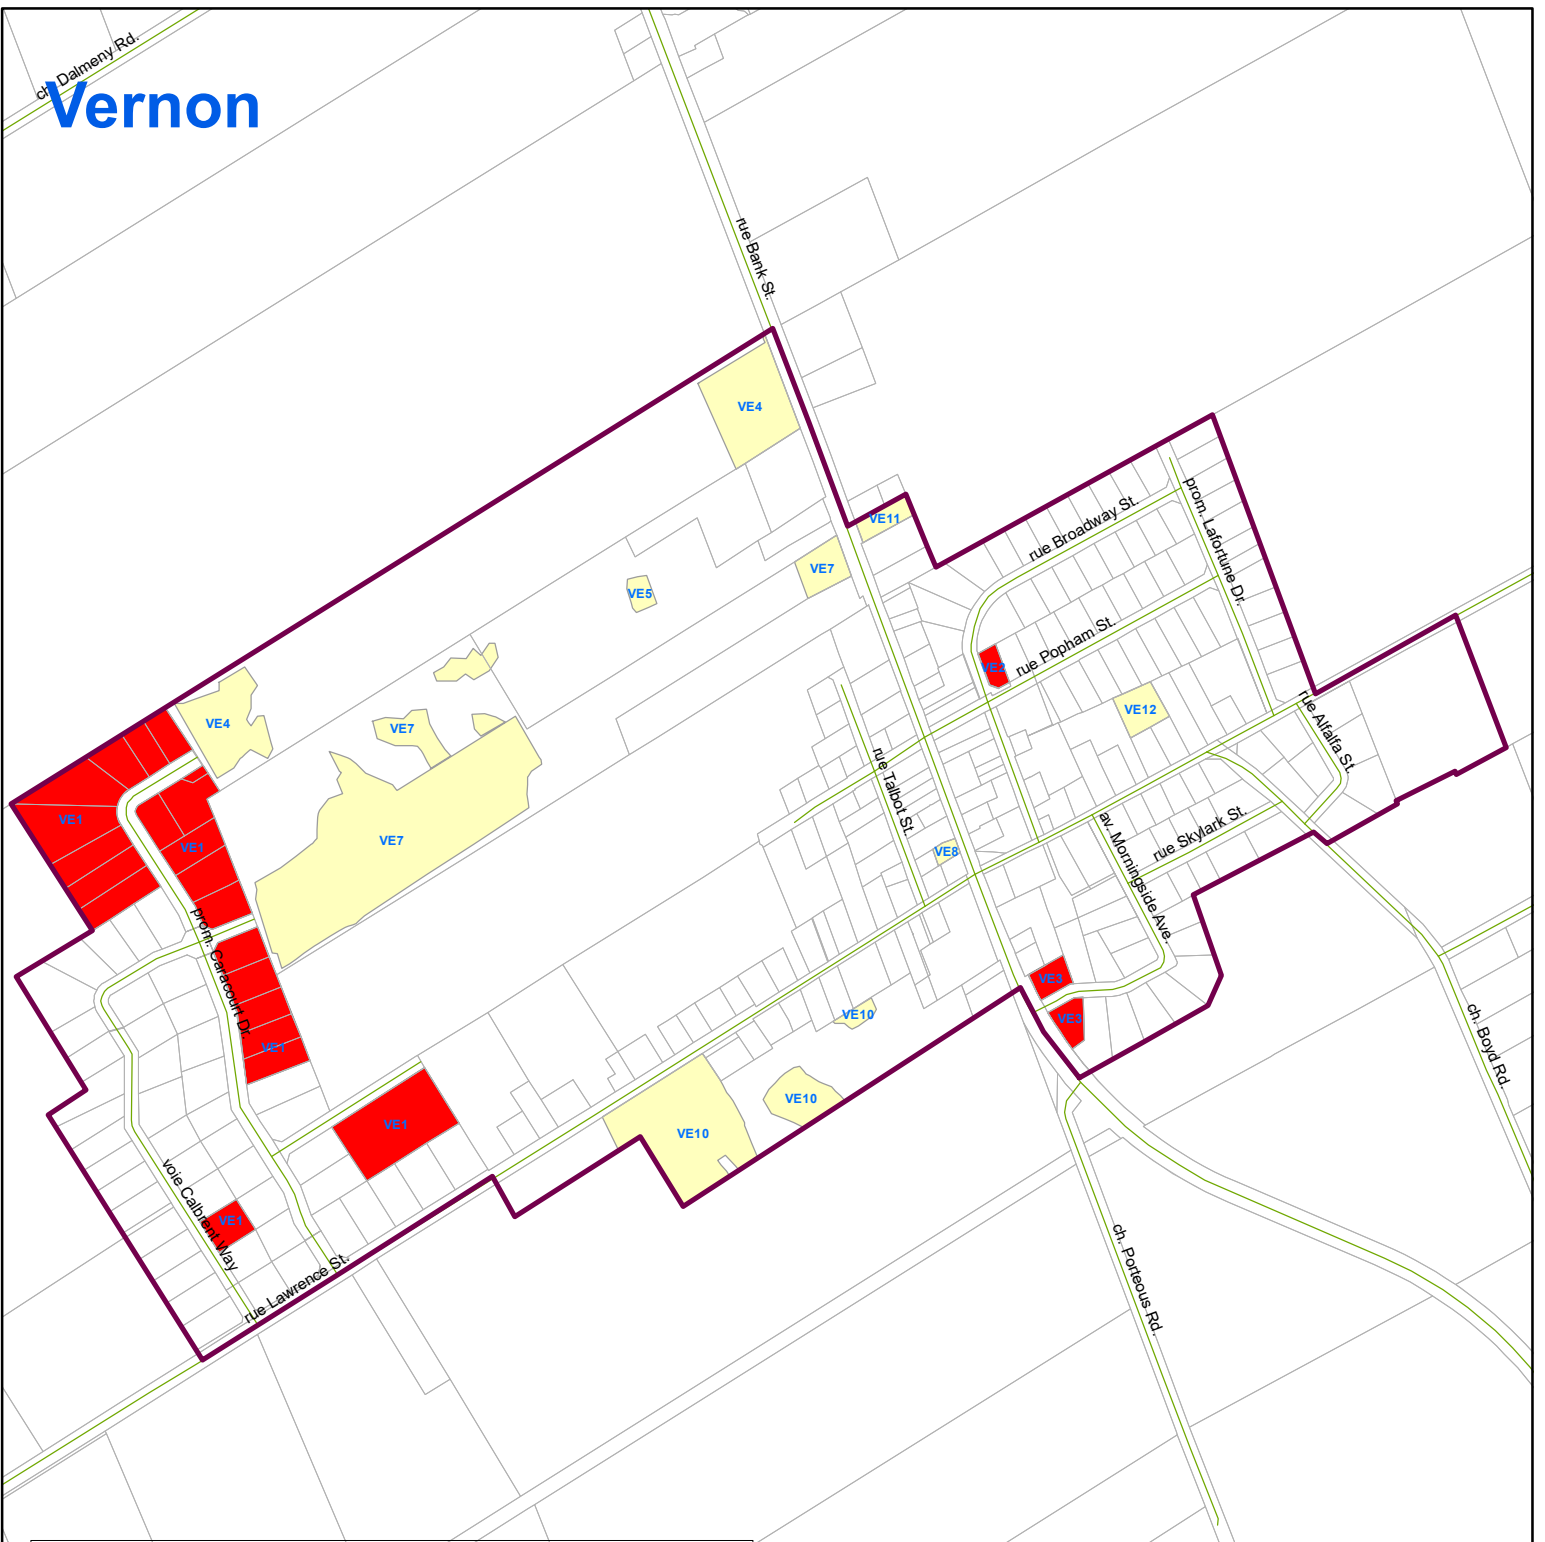 ch. Dalmeny Rd.
Vernon
rue Bank St.
VE4
VE11
VE7
VE5
rue Broadway St.
prom. Lafortune Dr.
rue Popham St.
VE2
VE12
rue Alfalfa St.
VE4
VE7
VE1
VE1
VE7
rue Talbot St.
VE8
av. Morningside Ave.
rue Skylark St.
prom. Caracourt Dr.
VE3
VE3
VE10
VE1
ch. Boyd Rd.
VE10
VE10
VE1
voie Calbrent Way
VE1
rue Lawrence St.
ch. Porteous Rd.